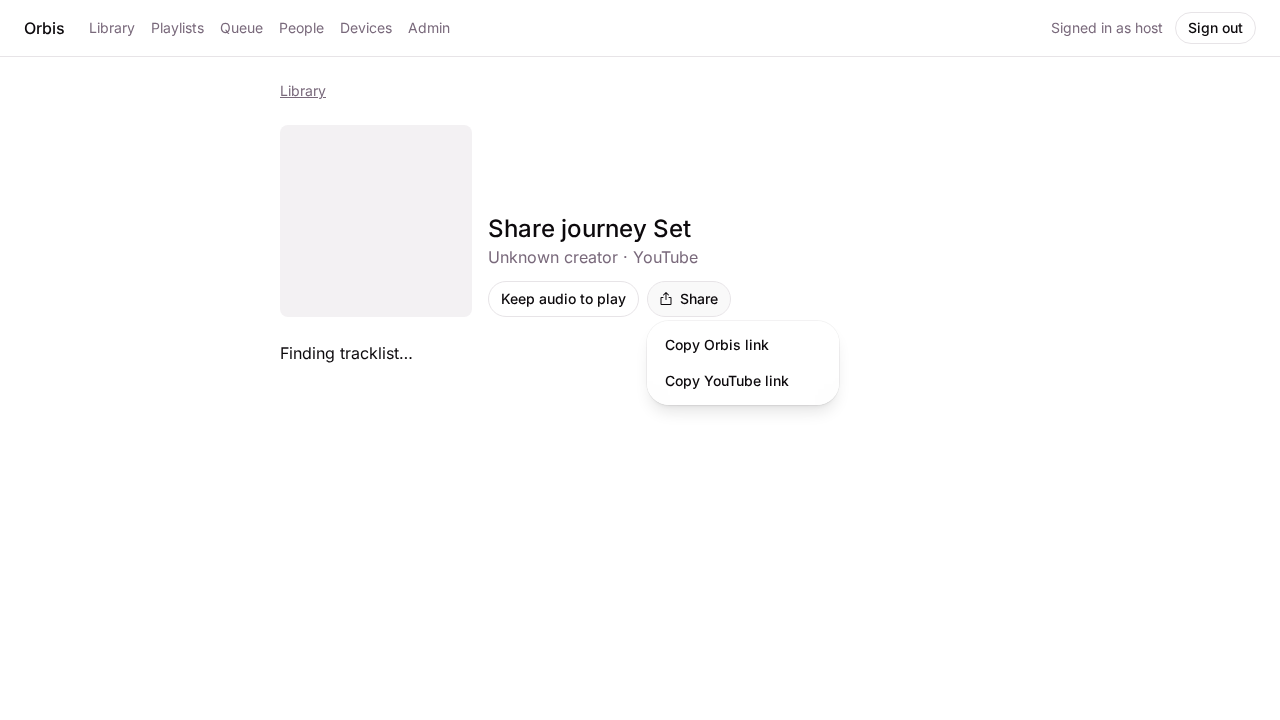 Orbis Library Playlists Queue People Devices Admin Signed in as host Sign out
Library
Share journey Set
Unknown creator · YouTube
Keep audio to play Share
Finding tracklist...
Copy Orbis link
Copy YouTube link